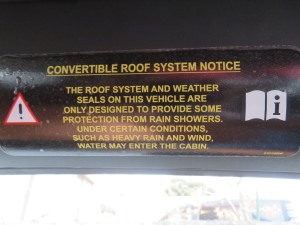 CONVERTIBLE ROOF SYSTEM NOTICE
THE ROOF SYSTEM AND WEATHER
SEALS ON THIS VEHICLE ARE
ONLY DESIGNED TO PROVIDE SOME
PROTECTION FROM RAIN SHOWERS.
UNDER CERTAIN CONDITIONS,
SUCH AS HEAVY RAIN AND WIND,
WATER MAY ENTER THE CABIN.